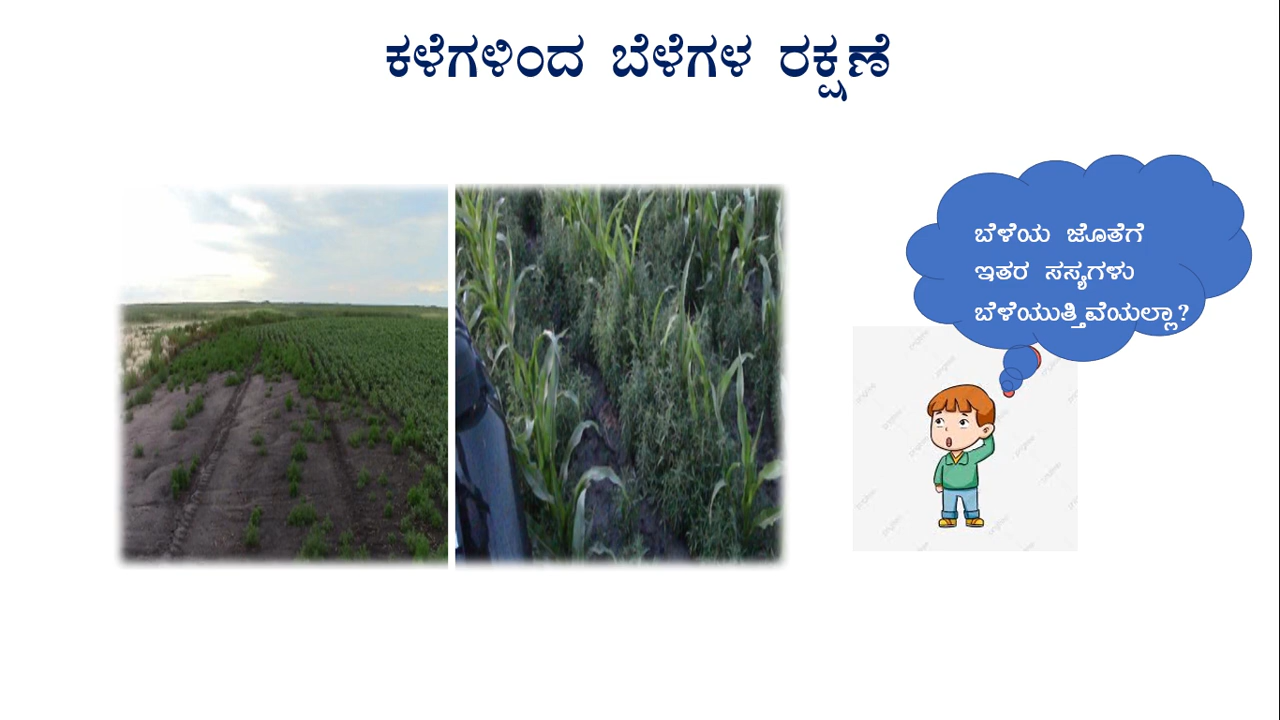 ಕಳೆಗಳಿಂದ ಬೆಳೆಗಳ ರಕ್ಷಣೆ
ಬೆಳೆಯ ಜೊತೆಗೆ
ಇತರ ಸಸ್ಯಗಳು
ಬೆಳೆಯುತ್ತಿವೆಯಲ್ಲಾ?